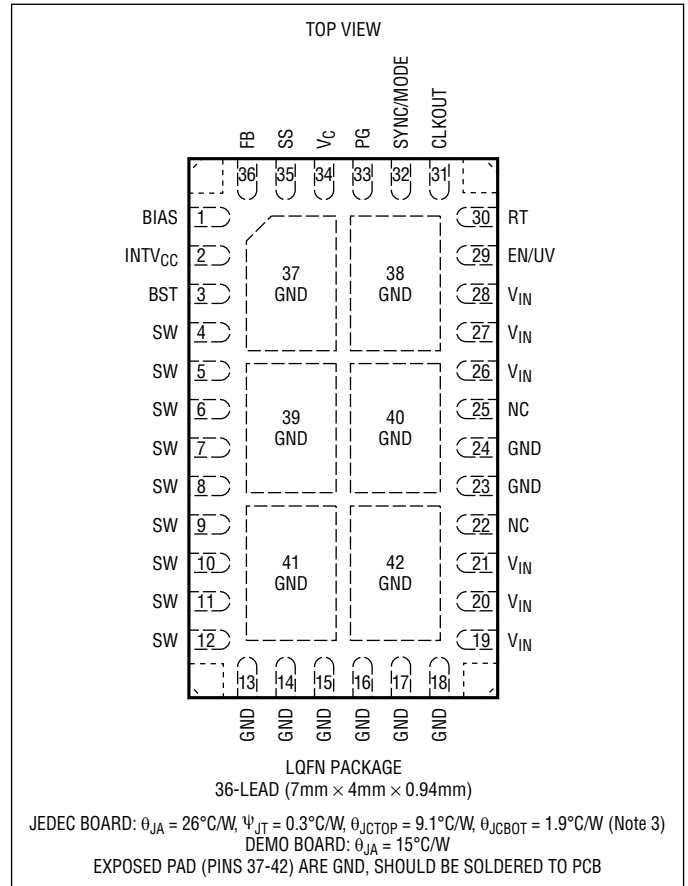 TOP VIEW
FB SS VC PG SYNC/MODE CLKOUT
36 35 34 33 32 31
BIAS 1 30 RT
INTVCC 2 29 EN/UV
BST 3 28 VIN
37 GND 38 GND
SW 4 27 VIN
SW 5 26 VIN
SW 6 25 NC
39 GND 40 GND
SW 7 24 GND
SW 8 23 GND
SW 9 22 NC
SW 10 21 VIN
41 GND 42 GND
SW 11 20 VIN
SW 12 19 VIN
13 14 15 16 17 18
GND GND GND GND GND GND
LQFN PACKAGE
36-LEAD (7mm × 4mm × 0.94mm)
JEDEC BOARD: θJA = 26°C/W, ΨJT = 0.3°C/W, θJCTOP = 9.1°C/W, θJCBOT = 1.9°C/W (Note 3)
DEMO BOARD: θJA = 15°C/W
EXPOSED PAD (PINS 37-42) ARE GND, SHOULD BE SOLDERED TO PCB